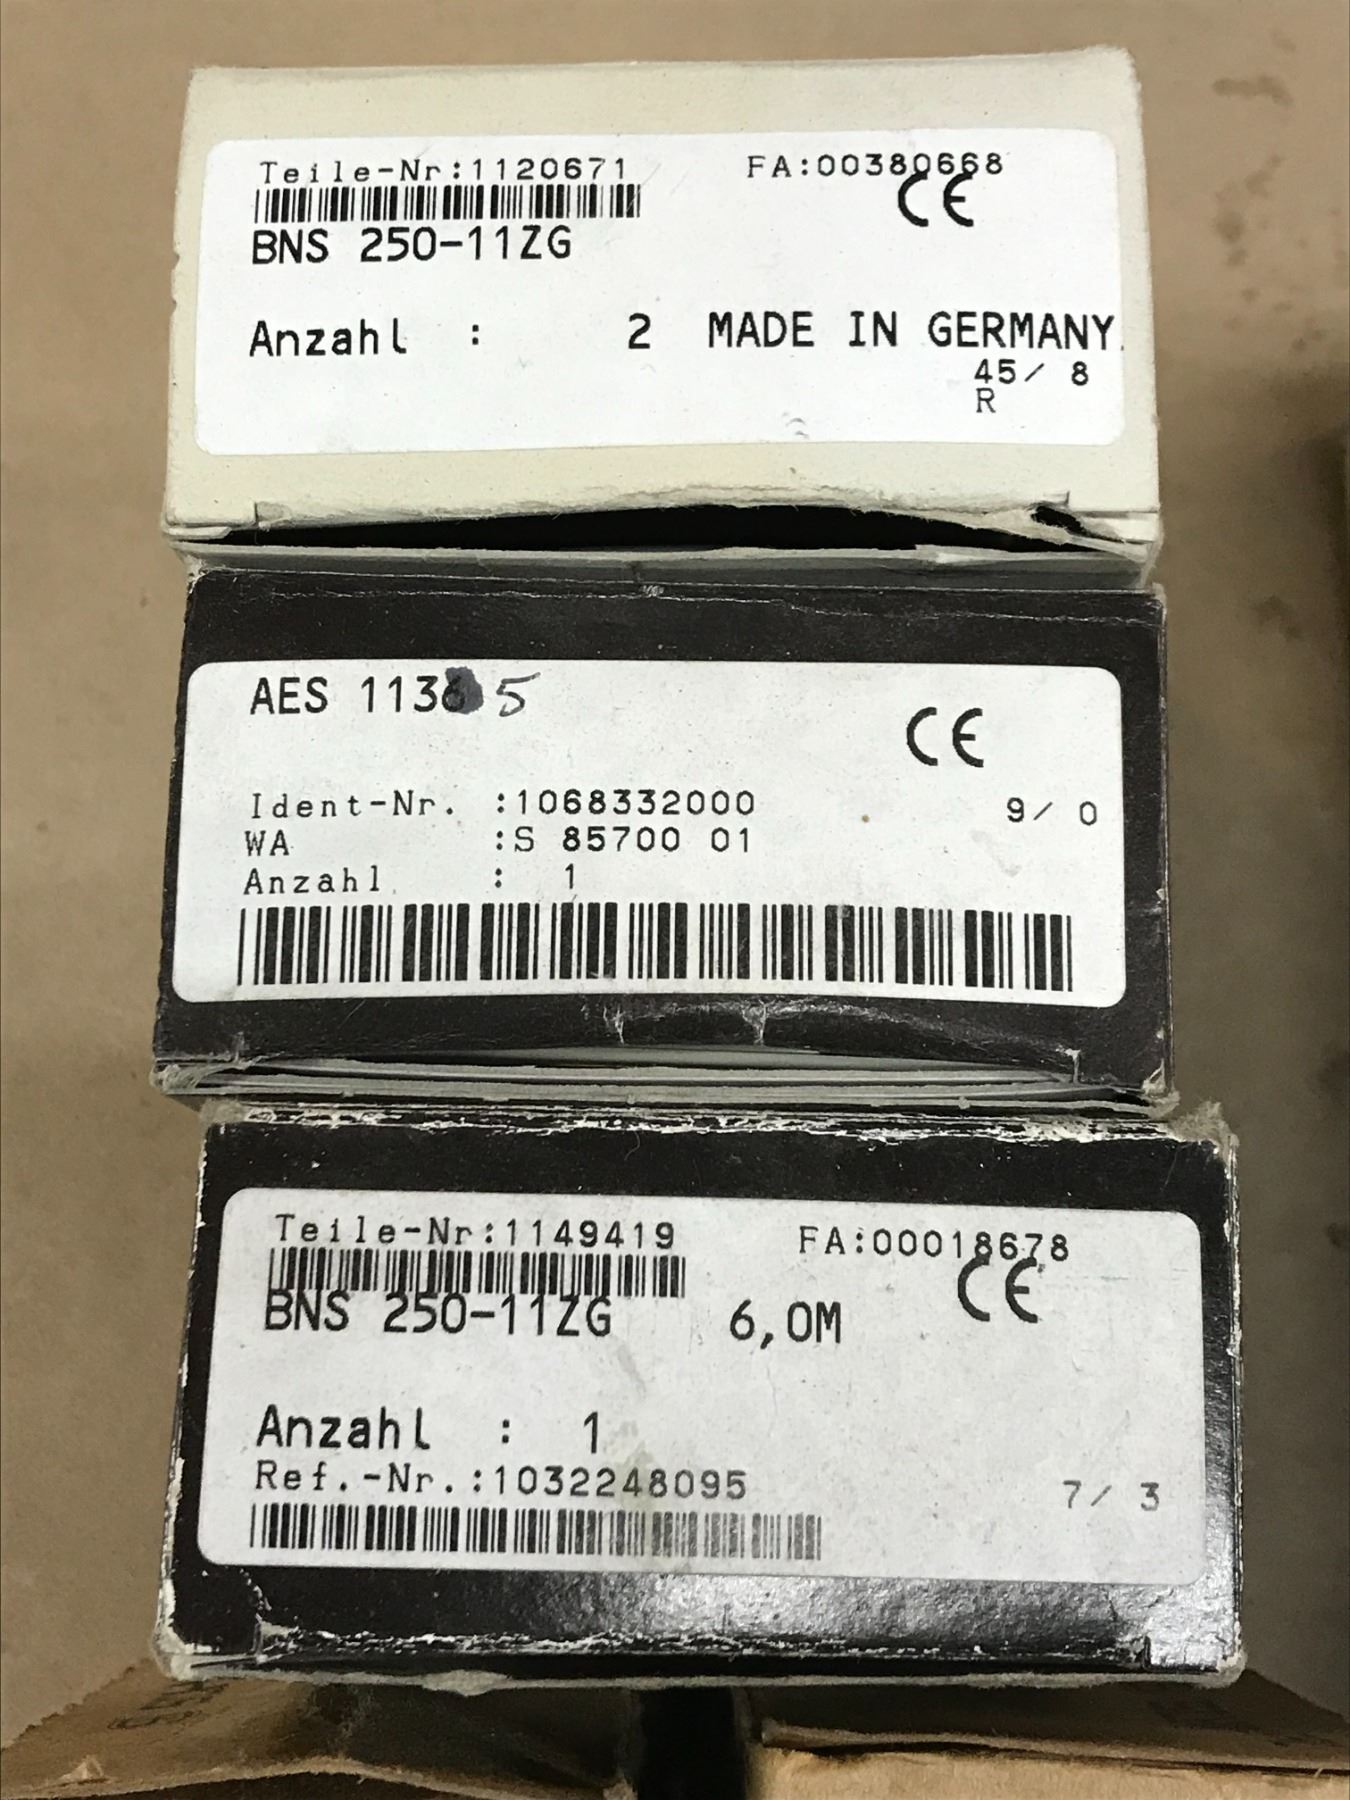 Teile-Nr:1120671 FA:00380668
CE
BNS 250-11ZG
Anzahl : 2 MADE IN GERMANY
45/ 8
R
AES 113 5
CE
Ident-Nr. :1068332000 9/ 0
WA :S 85700 01
Anzahl : 1
Teile-Nr:1149419 FA:00018678
CE
BNS 250-11ZG 6,0M
Anzahl : 1
Ref.-Nr.:1032248095 7/ 3